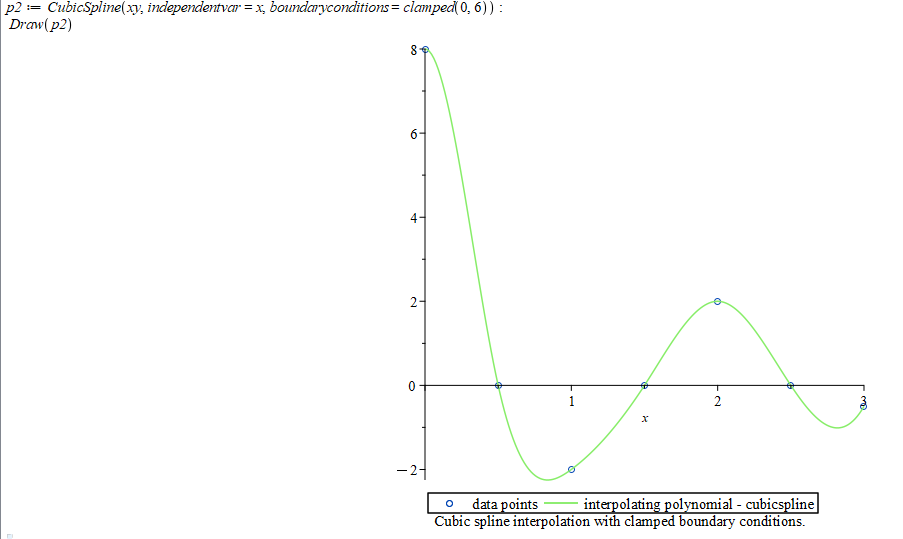 p2 := CubicSpline(xy, independentvar = x, boundaryconditions = clamped(0, 6)) :
Draw(p2)
8
6
4
2
0
1
2
3
x
−2
data points
interpolating polynomial - cubicspline
Cubic spline interpolation with clamped boundary conditions.